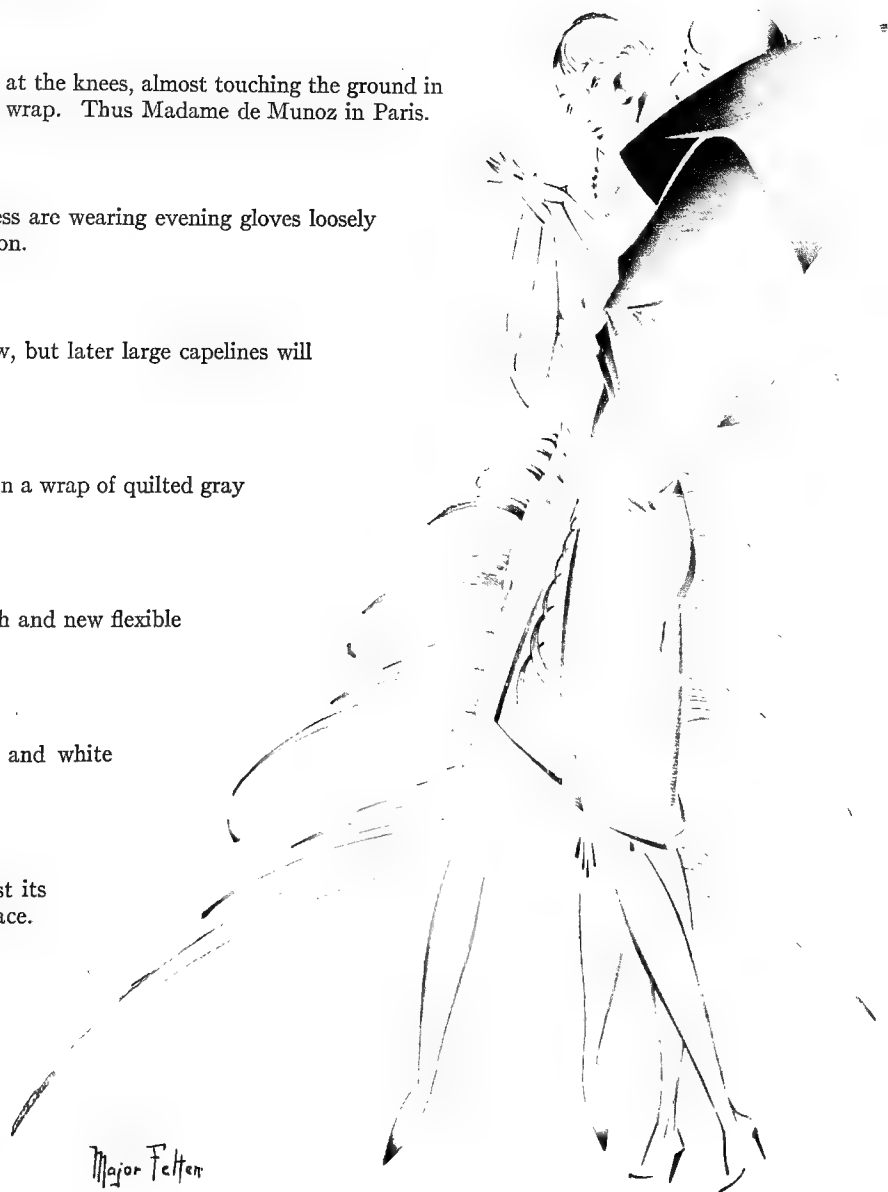 at the knees, almost touching the ground in
wrap. Thus Madame de Munoz in Paris.
ess are wearing evening gloves loosely
on.
w, but later large capelines will
n a wrap of quilted gray
h and new flexible
and white
st its
ace.
Major Felten